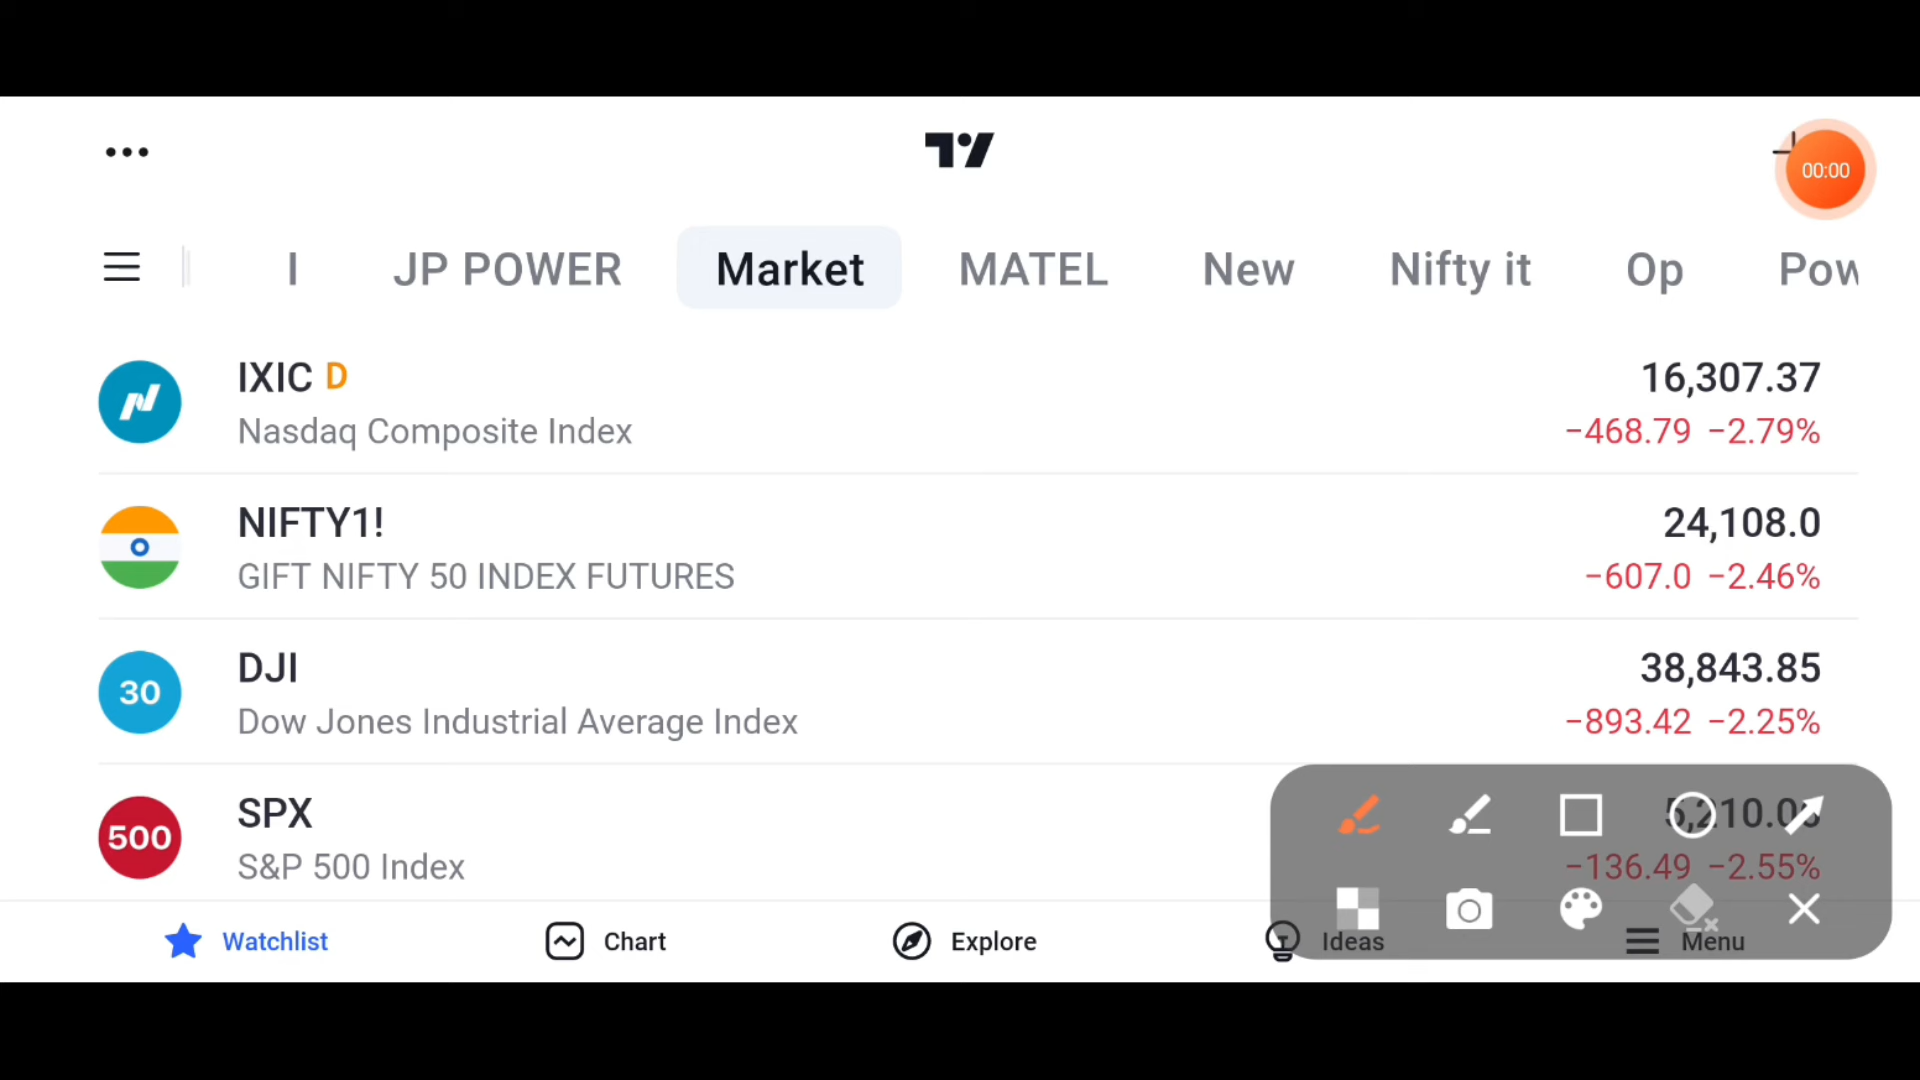 00:00
I JP POWER Market MATEL New Nifty it Op Pow
IXIC D 16,307.37
Nasdaq Composite Index −468.79 −2.79%
NIFTY1! 24,108.0
GIFT NIFTY 50 INDEX FUTURES −607.0 −2.46%
30
DJI 38,843.85
Dow Jones Industrial Average Index −893.42 −2.25%
500
SPX
S&P 500 Index −136.49 −2.55%
Watchlist Chart Explore Ideas Menu